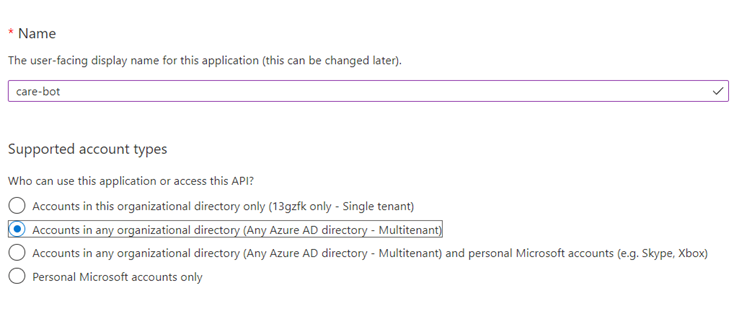 * Name
The user-facing display name for this application (this can be changed later).
care-bot
Supported account types
Who can use this application or access this API?
Accounts in this organizational directory only (13gzfk only - Single tenant)
Accounts in any organizational directory (Any Azure AD directory - Multitenant)
Accounts in any organizational directory (Any Azure AD directory - Multitenant) and personal Microsoft accounts (e.g. Skype, Xbox)
Personal Microsoft accounts only